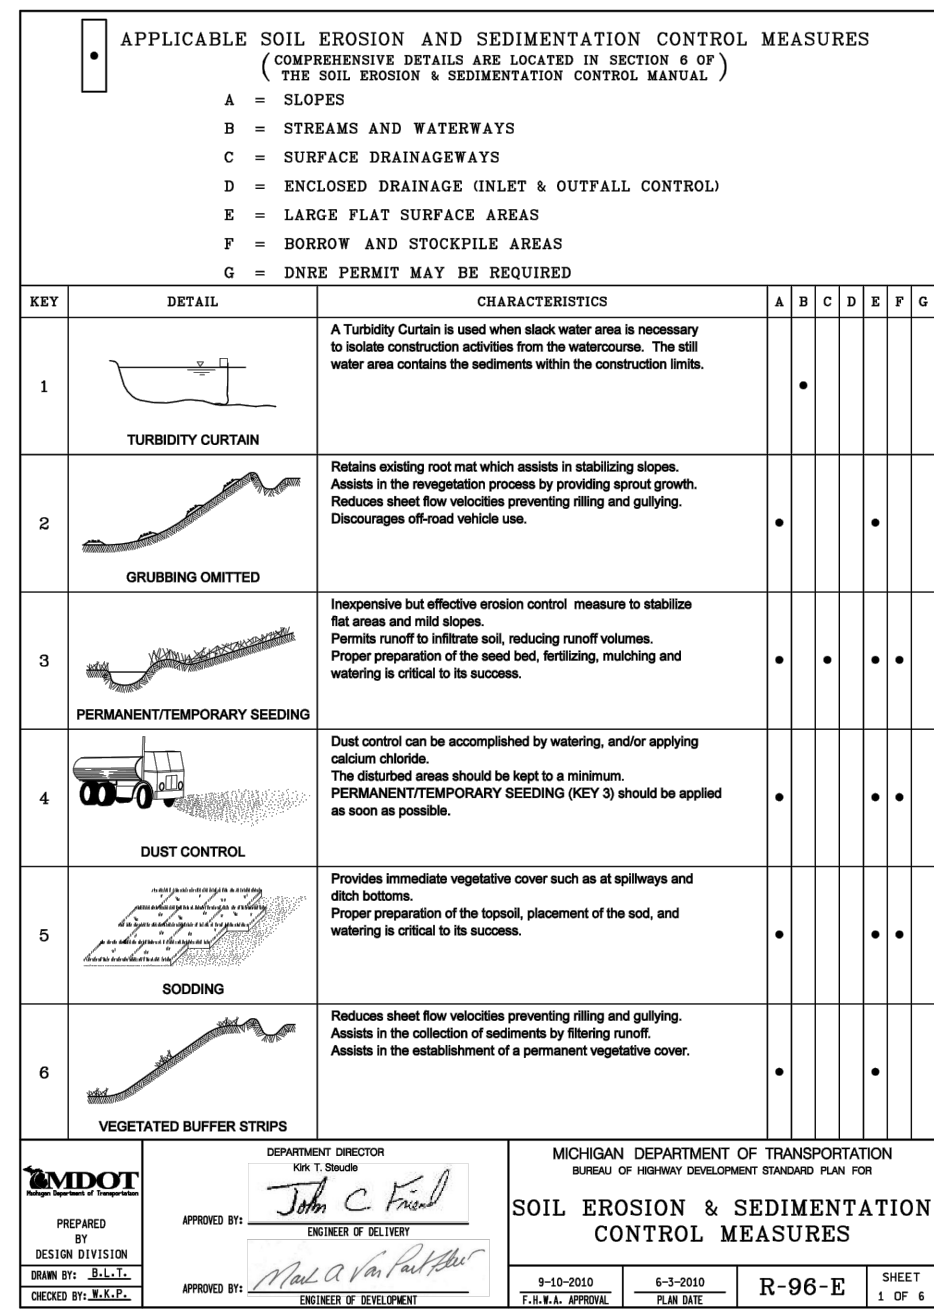 APPLICABLE SOIL EROSION AND SEDIMENTATION CONTROL MEASURES
(COMPREHENSIVE DETAILS ARE LOCATED IN SECTION 6 OF
THE SOIL EROSION & SEDIMENTATION CONTROL MANUAL)
A = SLOPES
B = STREAMS AND WATERWAYS
C = SURFACE DRAINAGEWAYS
D = ENCLOSED DRAINAGE (INLET & OUTFALL CONTROL)
E = LARGE FLAT SURFACE AREAS
F = BORROW AND STOCKPILE AREAS
G = DNRE PERMIT MAY BE REQUIRED
KEY DETAIL CHARACTERISTICS A B C D E F G
1
TURBIDITY CURTAIN
A Turbidity Curtain is used when slack water area is necessary
to isolate construction activities from the watercourse. The still
water area contains the sediments within the construction limits.
2
GRUBBING OMITTED
Retains existing root mat which assists in stabilizing slopes.
Assists in the revegetation process by providing sprout growth.
Reduces sheet flow velocities preventing rilling and gullying.
Discourages off-road vehicle use.
3
PERMANENT/TEMPORARY SEEDING
Inexpensive but effective erosion control measure to stabilize
flat areas and mild slopes.
Permits runoff to infiltrate soil, reducing runoff volumes.
Proper preparation of the seed bed, fertilizing, mulching and
watering is critical to its success.
4
DUST CONTROL
Dust control can be accomplished by watering, and/or applying
calcium chloride.
The disturbed areas should be kept to a minimum.
PERMANENT/TEMPORARY SEEDING (KEY 3) should be applied
as soon as possible.
5
SODDING
Provides immediate vegetative cover such as at spillways and
ditch bottoms.
Proper preparation of the topsoil, placement of the sod, and
watering is critical to its success.
6
VEGETATED BUFFER STRIPS
Reduces sheet flow velocities preventing rilling and gullying.
Assists in the collection of sediments by filtering runoff.
Assists in the establishment of a permanent vegetative cover.
MDOT
Michigan Department of Transportation
PREPARED
BY
DESIGN DIVISION
DRAWN BY: B.L.T.
CHECKED BY: W.K.P.
DEPARTMENT DIRECTOR
Kirk T. Steudle
John C Friend
APPROVED BY:
ENGINEER OF DELIVERY
Mark A Van Port Fleet
APPROVED BY:
ENGINEER OF DEVELOPMENT
MICHIGAN DEPARTMENT OF TRANSPORTATION
BUREAU OF HIGHWAY DEVELOPMENT STANDARD PLAN FOR
SOIL EROSION & SEDIMENTATION
CONTROL MEASURES
9-10-2010
F.H.W.A. APPROVAL
6-3-2010
PLAN DATE
R-96-E
SHEET
1 OF 6